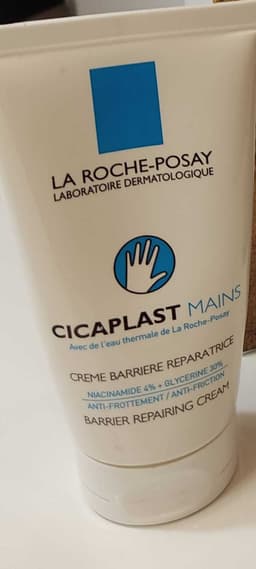 LA ROCHE-POSAY
LABORATOIRE DERMATOLOGIQUE
CICAPLAST MAINS
Avec de l'eau thermale de La Roche-Posay
CREME BARRIERE REPARATRICE
NIACINAMIDE 4% + GLYCERINE 30%
ANTI-FROTTEMENT / ANTI-FRICTION
BARRIER REPAIRING CREAM